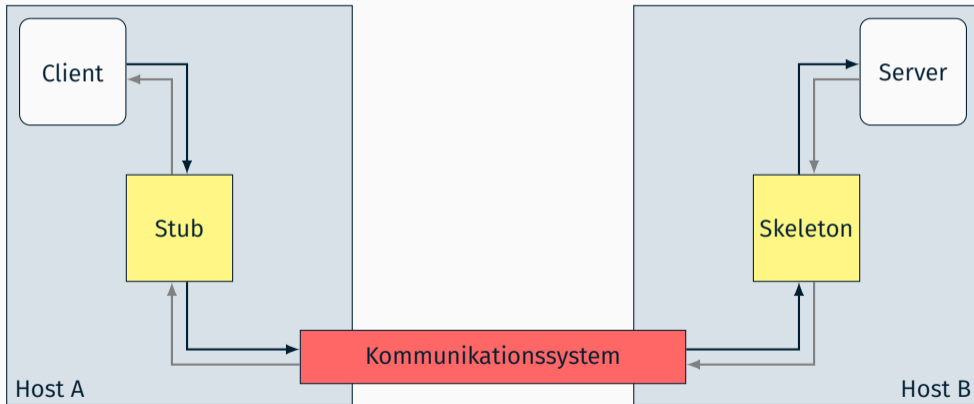 Client
Server
Stub
Skeleton
Kommunikationssystem
Host A
Host B